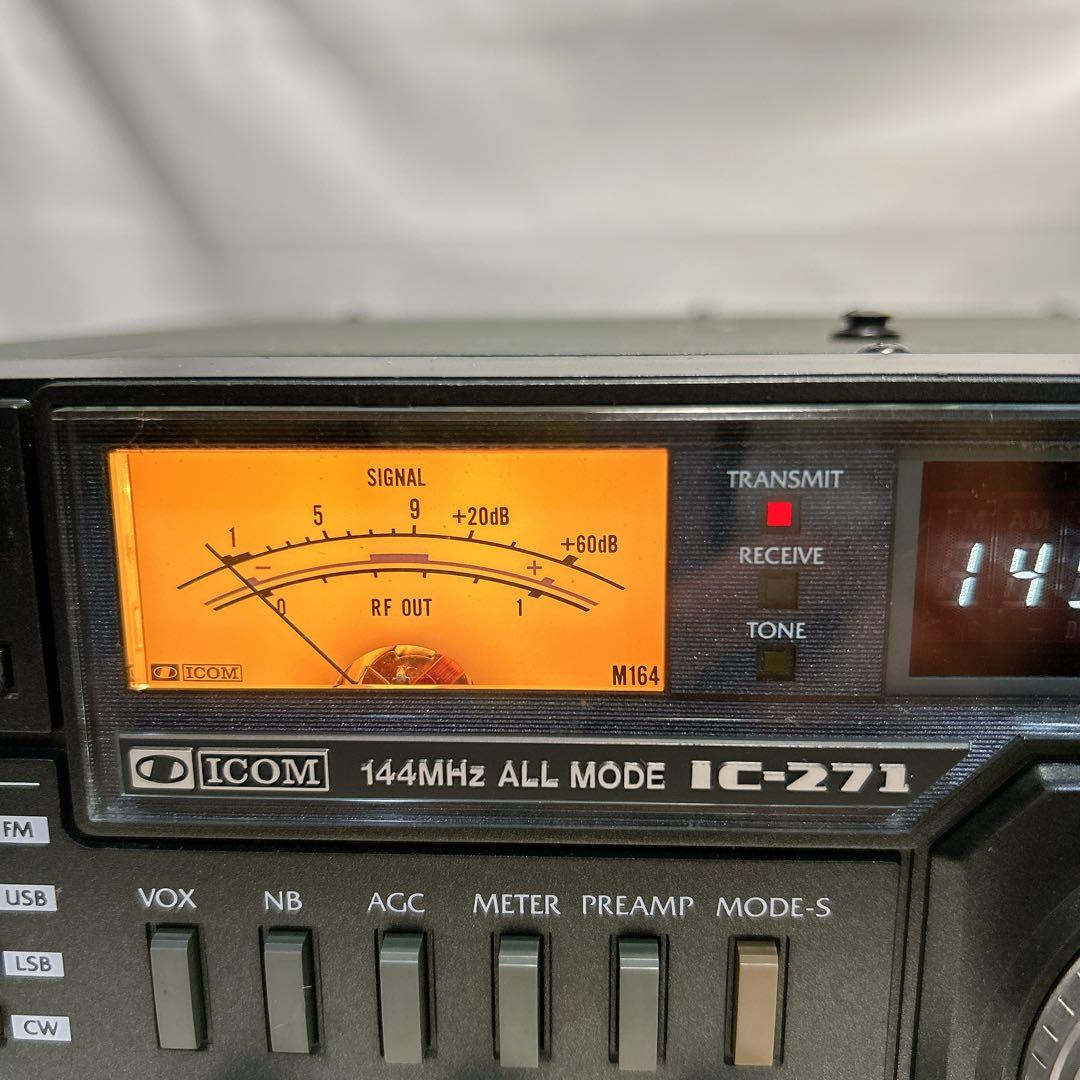 SIGNAL
1 5 9 +20dB +60dB
− +
0 RF OUT 1
ICOM
M164
TRANSMIT
RECEIVE
TONE
14
ICOM 144MHz ALL MODE IC-271
FM
USB
LSB
CW
VOX NB AGC METER PREAMP MODE-S